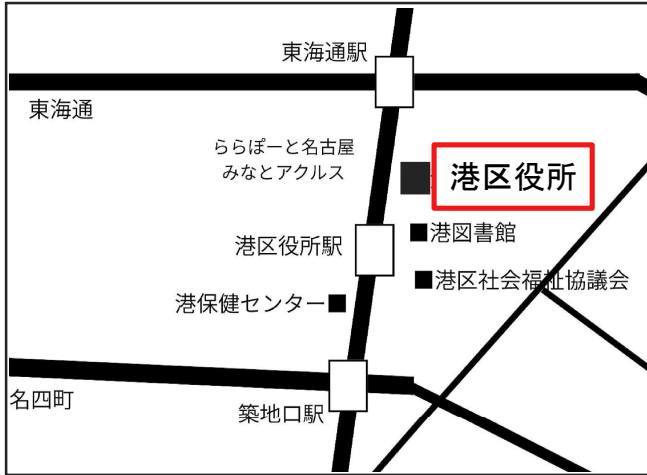 東海通駅
東海通
ららぽーと名古屋
みなとアクルス
港区役所
港図書館
港区役所駅
港区社会福祉協議会
港保健センター
名四町
築地口駅